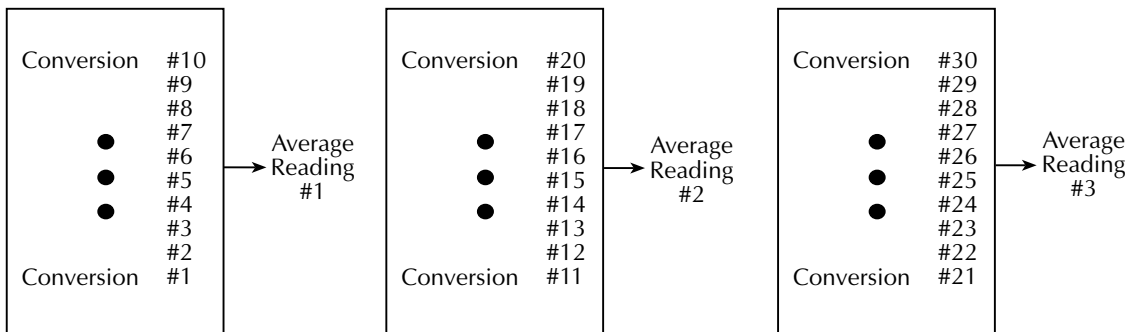 Conversion #10
#9
#8
#7
#6
#5
#4
#3
#2
Conversion #1
Average
Reading
#1
Conversion #20
#19
#18
#17
#16
#15
#14
#13
#12
Conversion #11
Average
Reading
#2
Conversion #30
#29
#28
#27
#26
#25
#24
#23
#22
Conversion #21
Average
Reading
#3